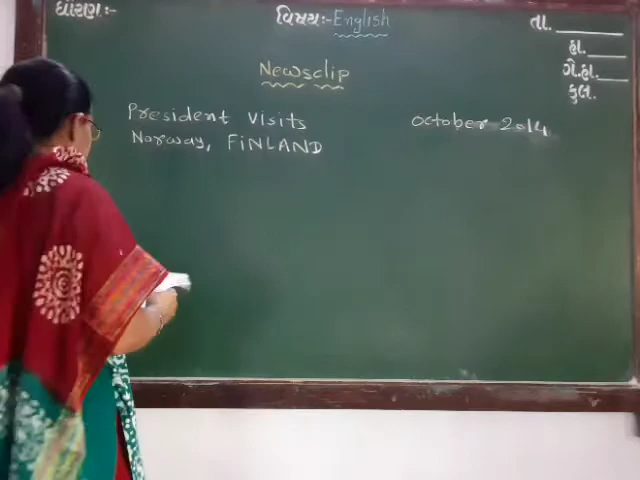 ધોરણ:-
વિષય:-English
તા.
હા.
ગે.હા.
કુલ.
Newsclip
President visits
Norway, FiNLAND
october 2014